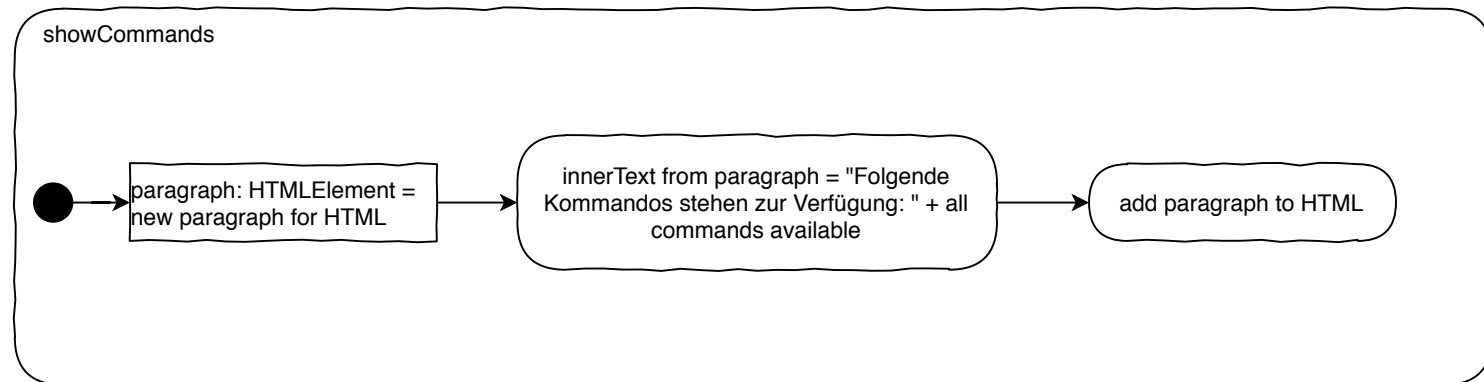 showCommands
paragraph: HTMLElement =
new paragraph for HTML
innerText from paragraph = "Folgende
Kommandos stehen zur Verfügung: " + all
commands available
add paragraph to HTML